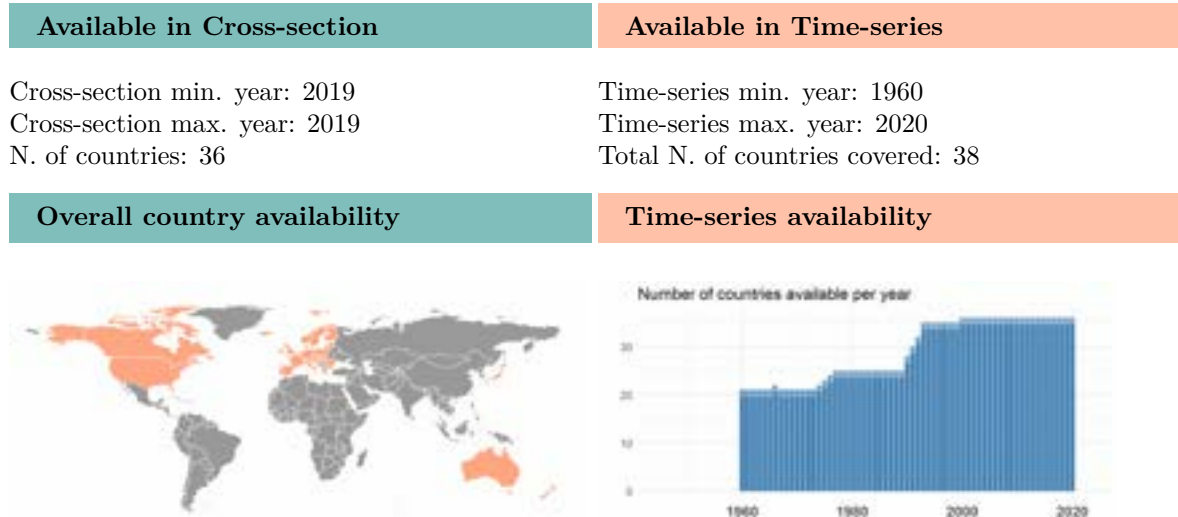 Available in Cross-section
Available in Time-series
Cross-section min. year: 2019
Cross-section max. year: 2019
N. of countries: 36
Time-series min. year: 1960
Time-series max. year: 2020
Total N. of countries covered: 38
Overall country availability
Time-series availability
Number of countries available per year
30
20
10
0
1960 1980 2000 2020